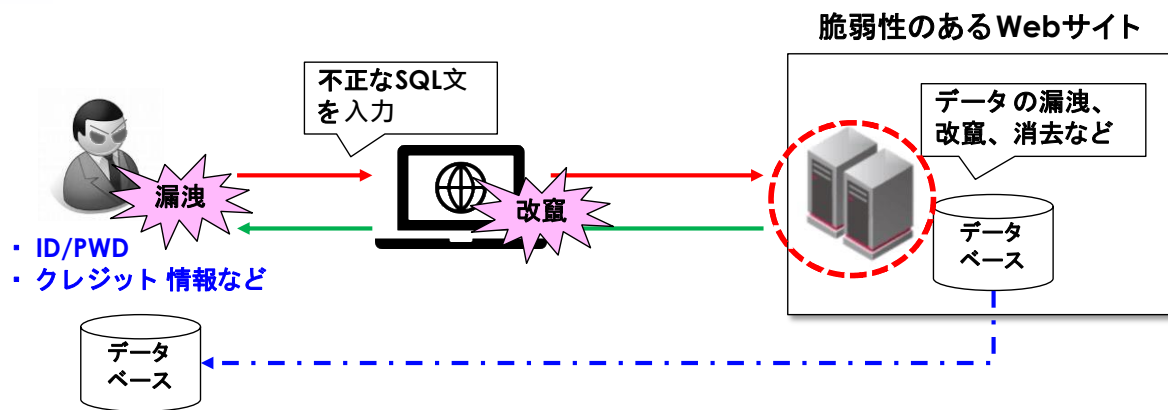 脆弱性のあるWebサイト
不正なSQL文
を入力
データの漏洩、
改竄、消去など
漏洩
改竄
・ ID/PWD
・ クレジット情報など
データ
ベース
データ
ベース